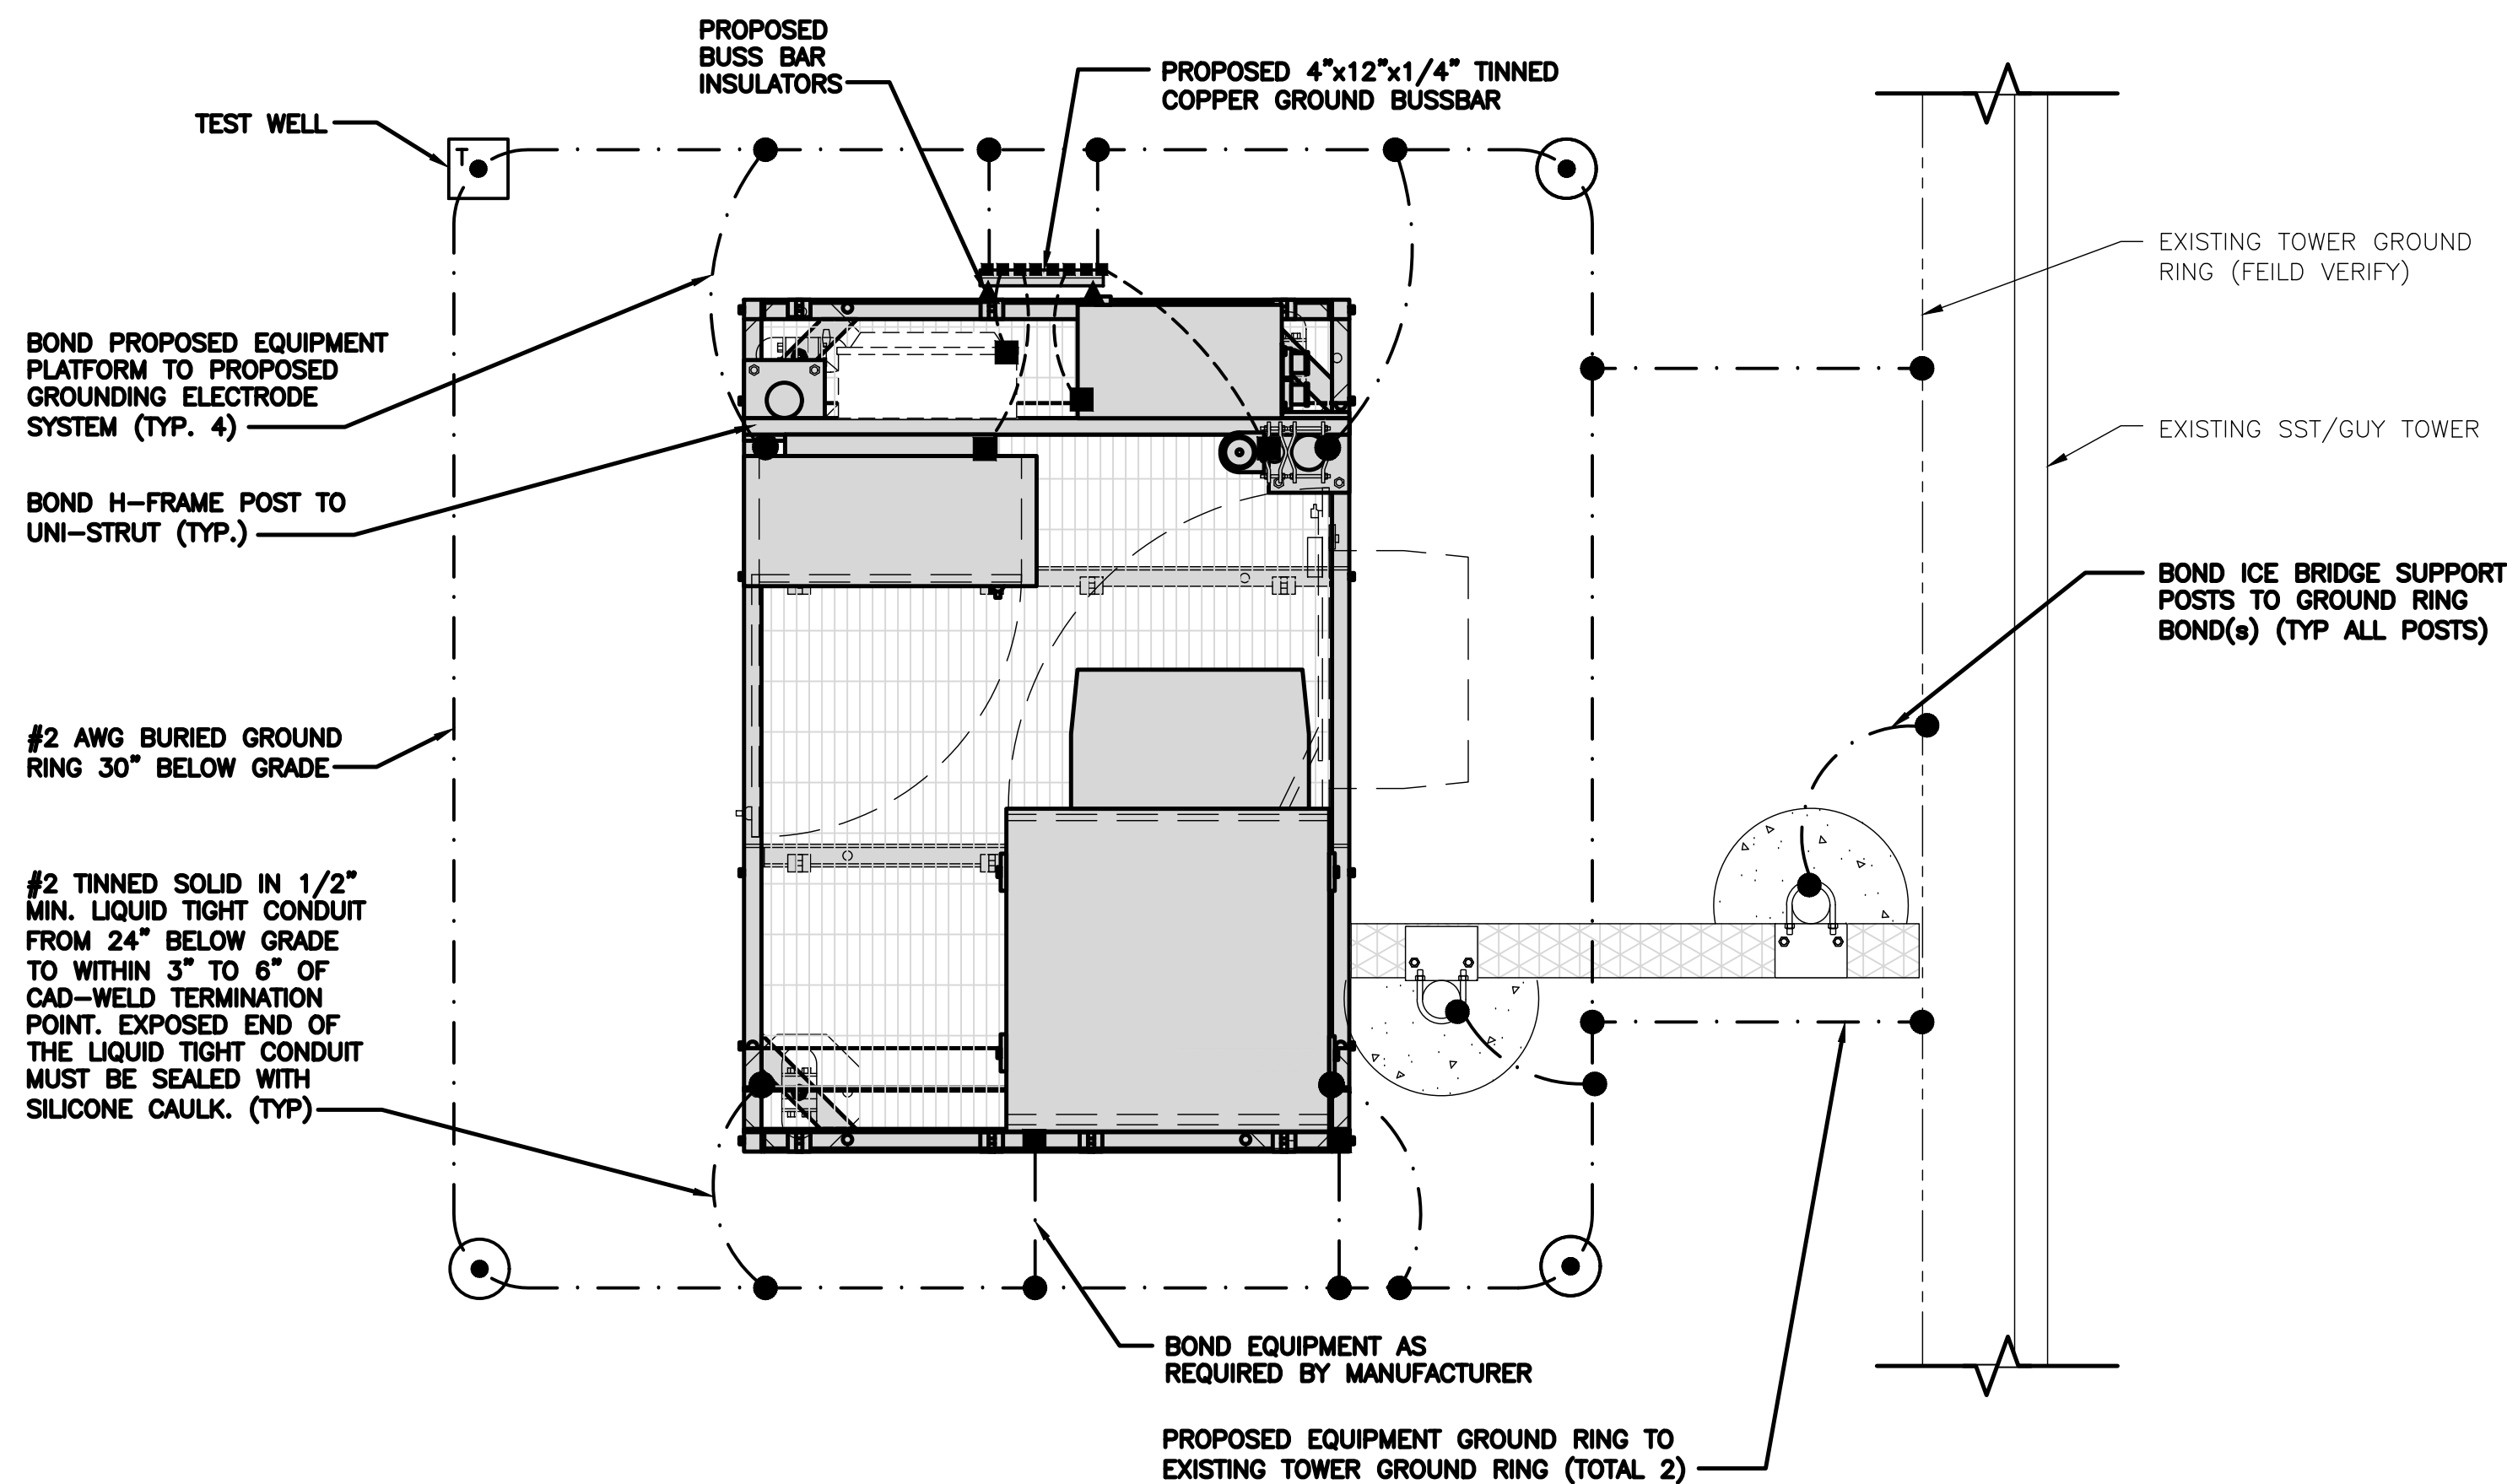 PROPOSED
BUSS BAR
INSULATORS
PROPOSED 4"x12"x1/4" TINNED
COPPER GROUND BUSSBAR
TEST WELL
T
EXISTING TOWER GROUND
RING (FEILD VERIFY)
BOND PROPOSED EQUIPMENT
PLATFORM TO PROPOSED
GROUNDING ELECTRODE
SYSTEM (TYP. 4)
EXISTING SST/GUY TOWER
BOND H-FRAME POST TO
UNI-STRUT (TYP.)
BOND ICE BRIDGE SUPPORT
POSTS TO GROUND RING
BOND(s) (TYP ALL POSTS)
#2 AWG BURIED GROUND
RING 30" BELOW GRADE
#2 TINNED SOLID IN 1/2"
MIN. LIQUID TIGHT CONDUIT
FROM 24" BELOW GRADE
TO WITHIN 3" TO 6" OF
CAD-WELD TERMINATION
POINT. EXPOSED END OF
THE LIQUID TIGHT CONDUIT
MUST BE SEALED WITH
SILICONE CAULK. (TYP)
BOND EQUIPMENT AS
REQUIRED BY MANUFACTURER
PROPOSED EQUIPMENT GROUND RING TO
EXISTING TOWER GROUND RING (TOTAL 2)